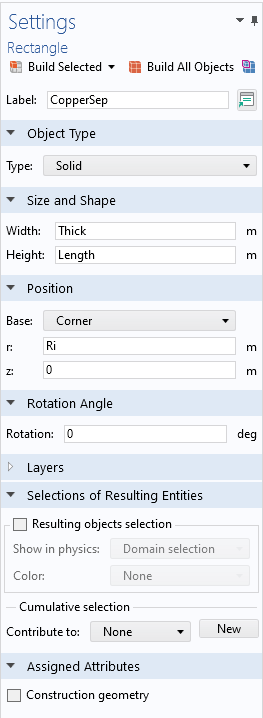 Settings
Rectangle
Build Selected Build All Objects
Label: CopperSep
Object Type
Type: Solid
Size and Shape
Width: Thick m
Height: Length m
Position
Base: Corner
r: Ri m
z: 0 m
Rotation Angle
Rotation: 0 deg
Layers
Selections of Resulting Entities
Resulting objects selection
Show in physics: Domain selection
Color: None
Cumulative selection
Contribute to: None New
Assigned Attributes
Construction geometry